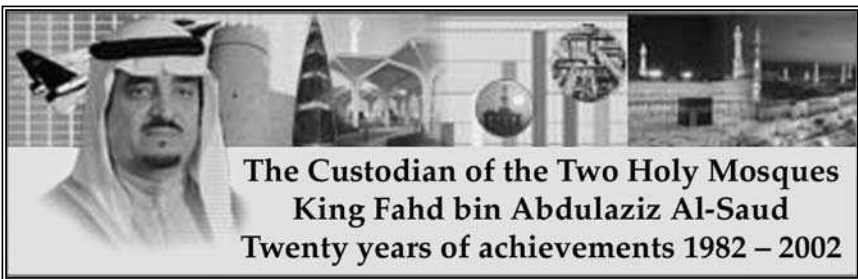 The Custodian of the Two Holy Mosques
King Fahd bin Abdulaziz Al-Saud
Twenty years of achievements 1982 – 2002